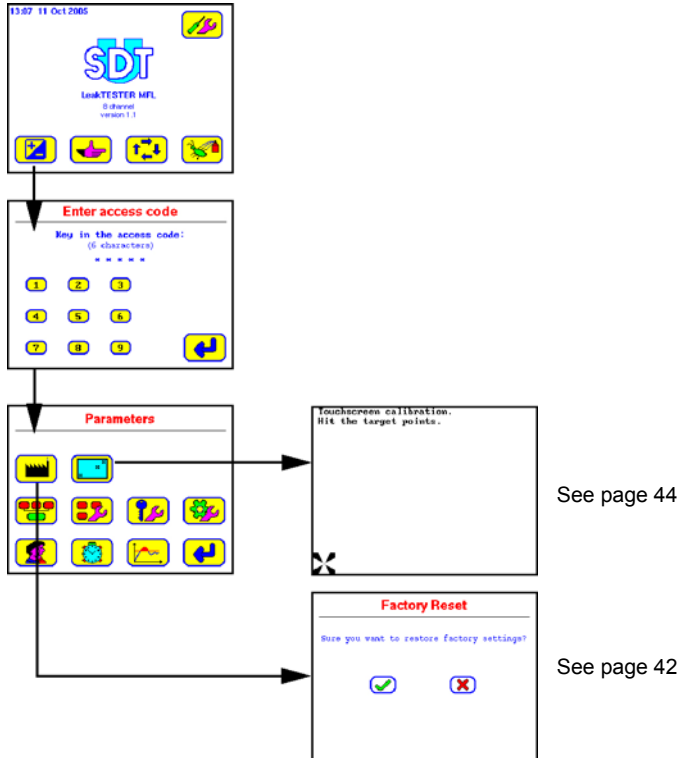 13:07 11 Oct 2005
SDT
LeakTESTER MFL
8 channel
version 1.1
Enter access code
Key in the access code:
(6 characters)
* * * * *
1 2 3
4 5 6
7 8 9
Parameters
Touchscreen calibration.
Hit the target points.
See page 44
Factory Reset
Sure you want to restore factory settings?
See page 42